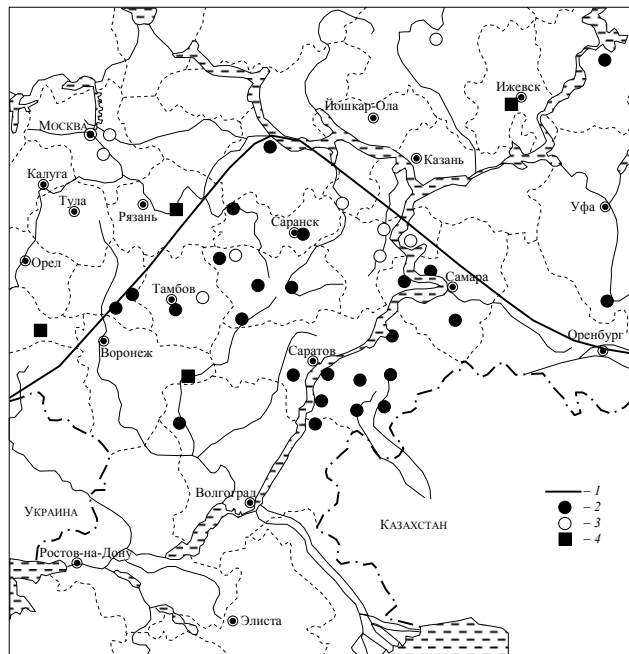 Ижевск
Йошкар-Ола
Москва
Казань
Калуга
Тула
Рязань
Уфа
Саранск
Орел
Самара
Тамбов
Оренбург
Воронеж
Саратов
Волгоград
– 1
– 2
Украина
– 3
Казахстан
– 4
Ростов-на-Дону
Элиста